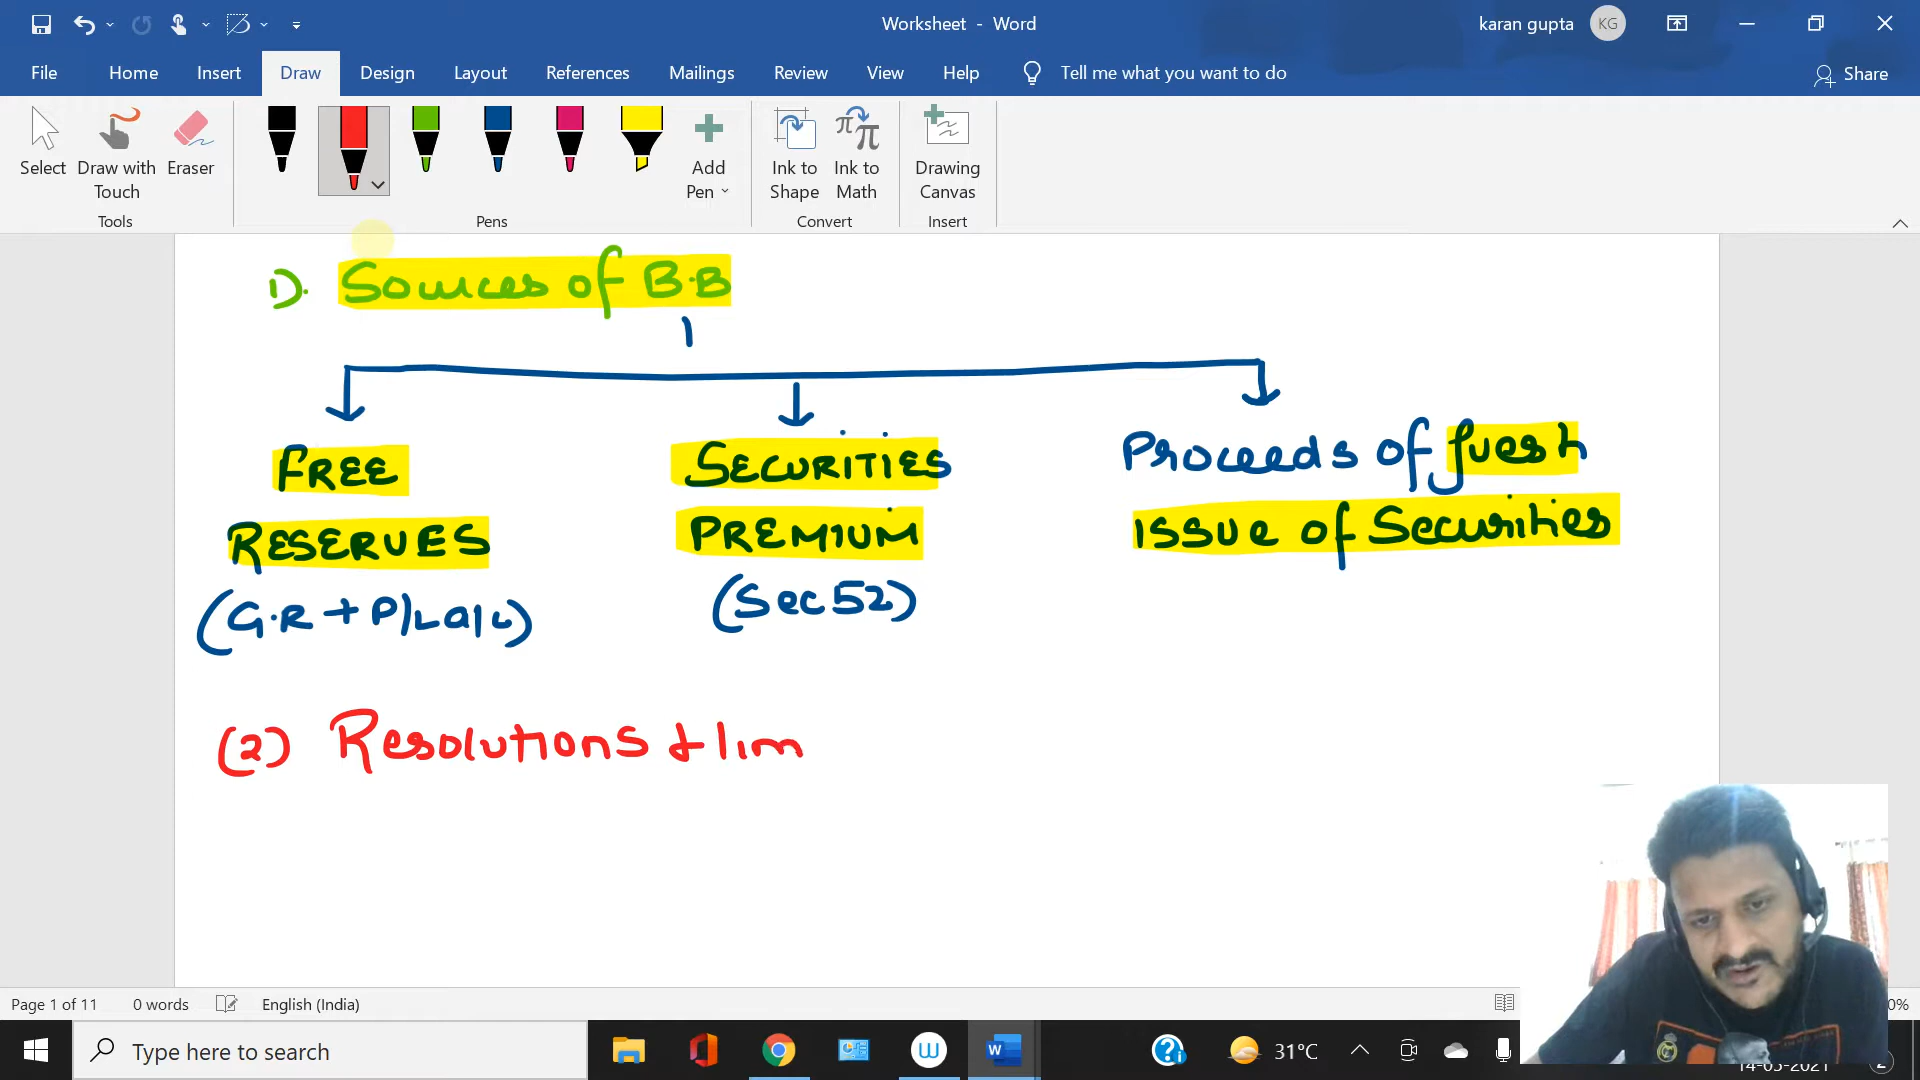 Worksheet - Word
karan gupta
KG
File Home Insert Draw Design Layout References Mailings Review View Help Tell me what you want to do Share
Select
Draw with Touch
Eraser
Add Pen
Ink to Shape
Ink to Math
Drawing Canvas
Tools
Pens
Convert
Insert
D. Sources of B.B
FREE
RESERVES
(G.R + P/L a/c)
SECURITIES
PREMIUM
(Sec 52)
Proceeds of fresh
issue of Securities
(2) Resolutions & lim
Page 1 of 11
0 words
English (India)
0%
Type here to search
31°C